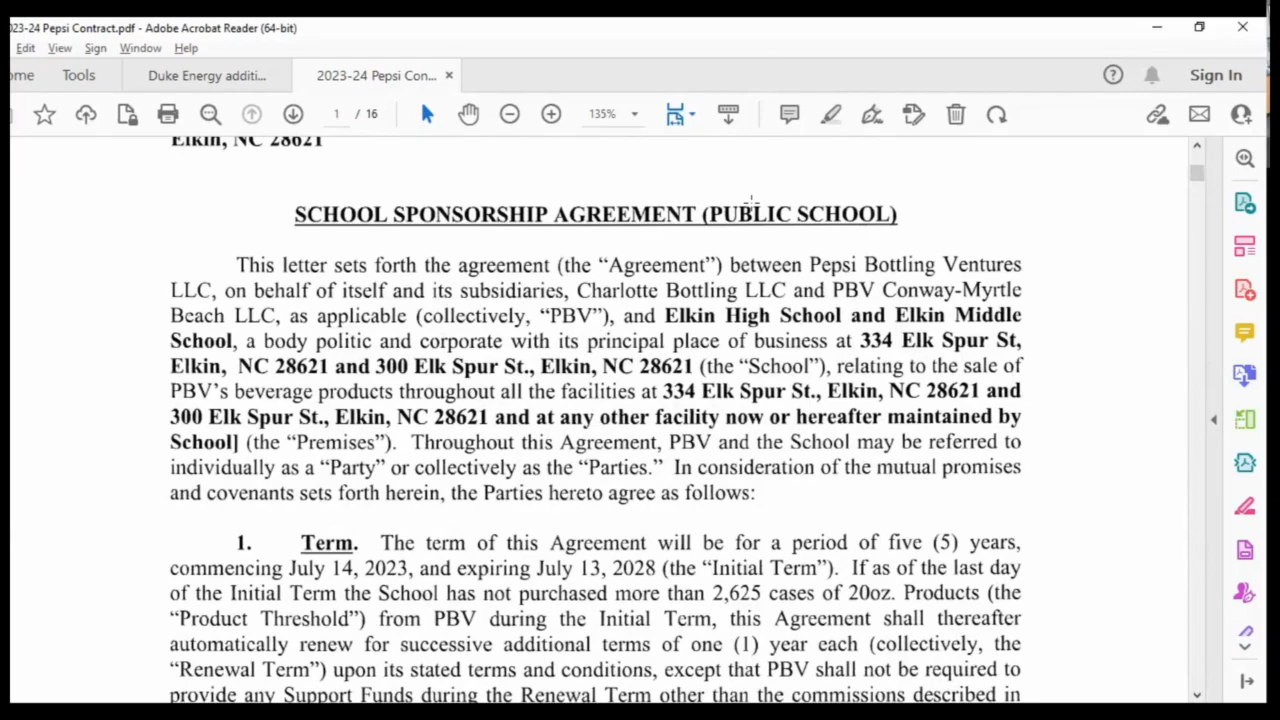 023-24 Pepsi Contract.pdf - Adobe Acrobat Reader (64-bit)
Edit View Sign Window Help
ome Tools Duke Energy additi... 2023-24 Pepsi Con... × Sign In
1 / 16 135%
Elkin, NC 28621
SCHOOL SPONSORSHIP AGREEMENT (PUBLIC SCHOOL)
This letter sets forth the agreement (the “Agreement”) between Pepsi Bottling Ventures
LLC, on behalf of itself and its subsidiaries, Charlotte Bottling LLC and PBV Conway-Myrtle
Beach LLC, as applicable (collectively, “PBV”), and Elkin High School and Elkin Middle
School, a body politic and corporate with its principal place of business at 334 Elk Spur St,
Elkin, NC 28621 and 300 Elk Spur St., Elkin, NC 28621 (the “School”), relating to the sale of
PBV’s beverage products throughout all the facilities at 334 Elk Spur St., Elkin, NC 28621 and
300 Elk Spur St., Elkin, NC 28621 and at any other facility now or hereafter maintained by
School] (the “Premises”). Throughout this Agreement, PBV and the School may be referred to
individually as a “Party” or collectively as the “Parties.” In consideration of the mutual promises
and covenants sets forth herein, the Parties hereto agree as follows:
1. Term. The term of this Agreement will be for a period of five (5) years,
commencing July 14, 2023, and expiring July 13, 2028 (the “Initial Term”). If as of the last day
of the Initial Term the School has not purchased more than 2,625 cases of 20oz. Products (the
“Product Threshold”) from PBV during the Initial Term, this Agreement shall thereafter
automatically renew for successive additional terms of one (1) year each (collectively, the
“Renewal Term”) upon its stated terms and conditions, except that PBV shall not be required to
provide any Support Funds during the Renewal Term other than the commissions described in